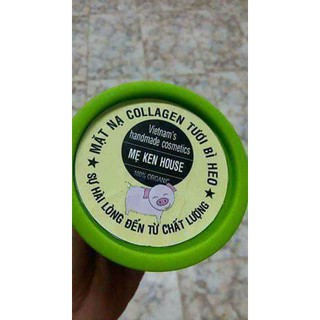 ★ MẶT NẠ COLLAGEN TƯƠI BÌ HEO ★
Vietnam's
handmade cosmetics
MẸ KEN HOUSE
100% ORGANIC
SỰ HÀI LÒNG ĐẾN TỪ CHẤT LƯỢNG